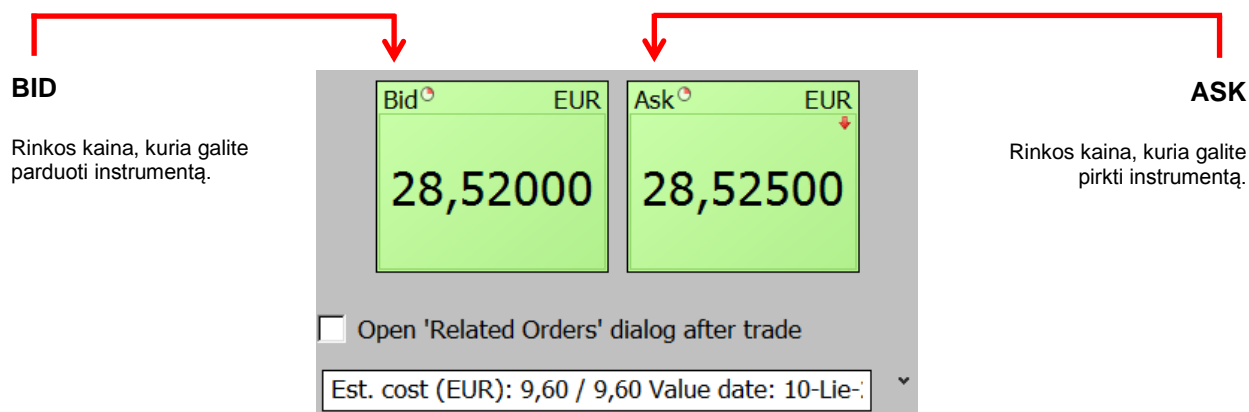 BID
Rinkos kaina, kuria galite
parduoti instrumentą.
Bid EUR
28,52000
Ask EUR
28,52500
ASK
Rinkos kaina, kuria galite
pirkti instrumentą.
Open 'Related Orders' dialog after trade
Est. cost (EUR): 9,60 / 9,60 Value date: 10-Lie-